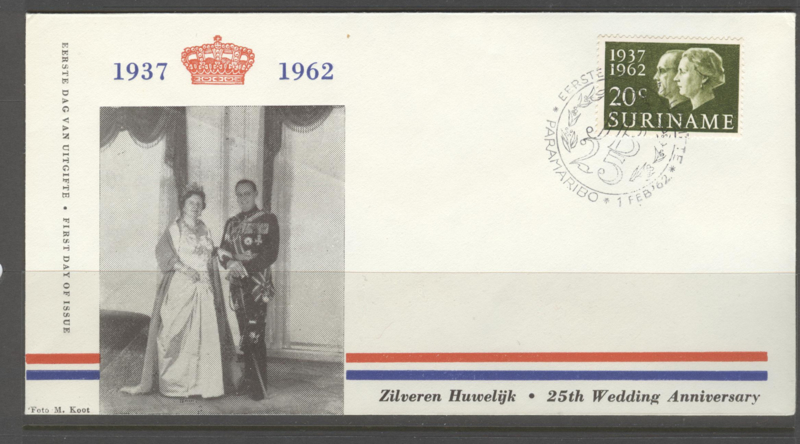 EERSTE DAG VAN UITGIFTE • FIRST DAY OF ISSUE
1937 1962
1937
1962
20c
SURINAME
EERSTE
* PARAMARIBO * 1 FEB '62 *
25
Zilveren Huwelijk • 25th Wedding Anniversary
Foto M. Koot